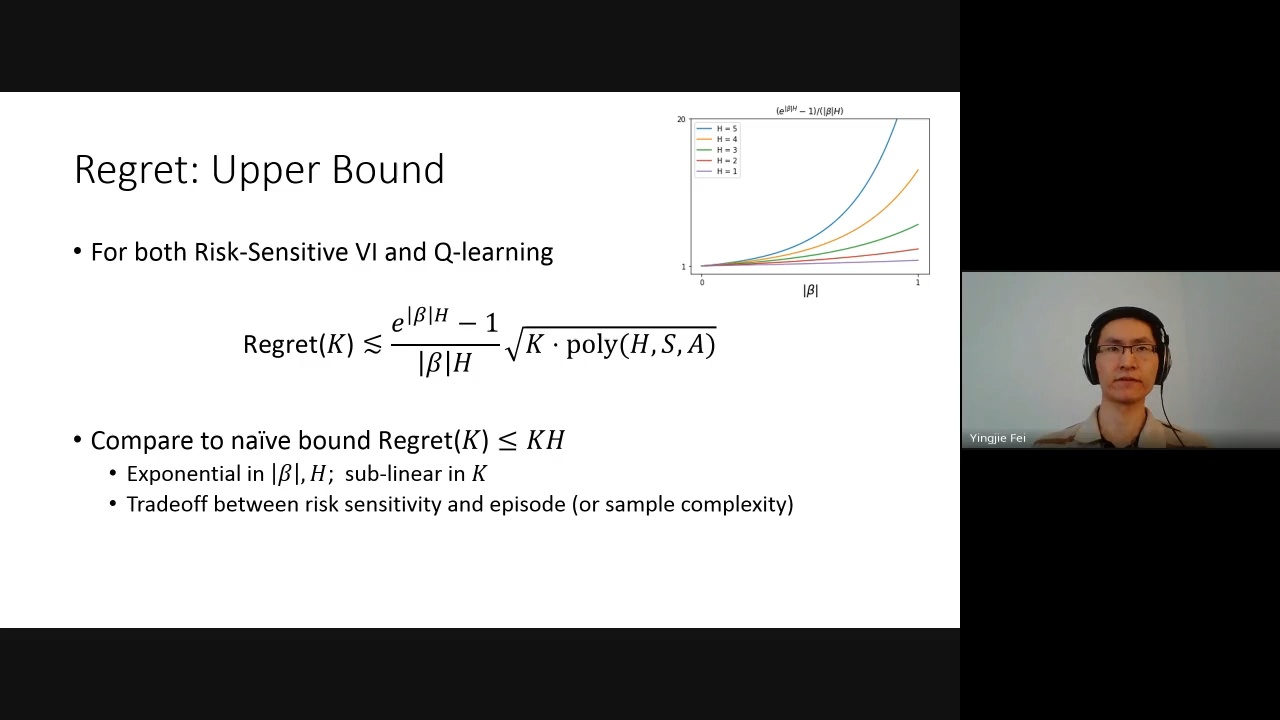 Regret: Upper Bound
(e^{|β|H} − 1)/(|β|H)
20
H = 5
H = 4
H = 3
H = 2
H = 1
1
0
1
|β|
• For both Risk-Sensitive VI and Q-learning
Regret(K) ≲ \frac{e^{|β|H} − 1}{|β|H} \sqrt{K · poly(H, S, A)}
• Compare to naïve bound Regret(K) ≤ KH
• Exponential in |β|, H; sub-linear in K
• Tradeoff between risk sensitivity and episode (or sample complexity)
Yingjie Fei